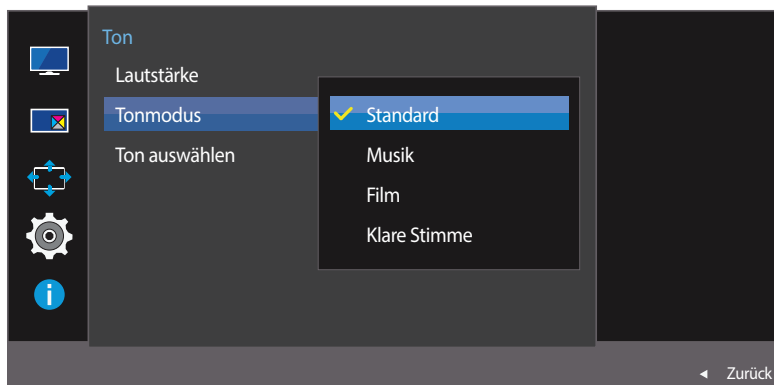 Ton
Lautstärke
Tonmodus
Standard
Ton auswählen
Musik
Film
Klare Stimme
Zurück